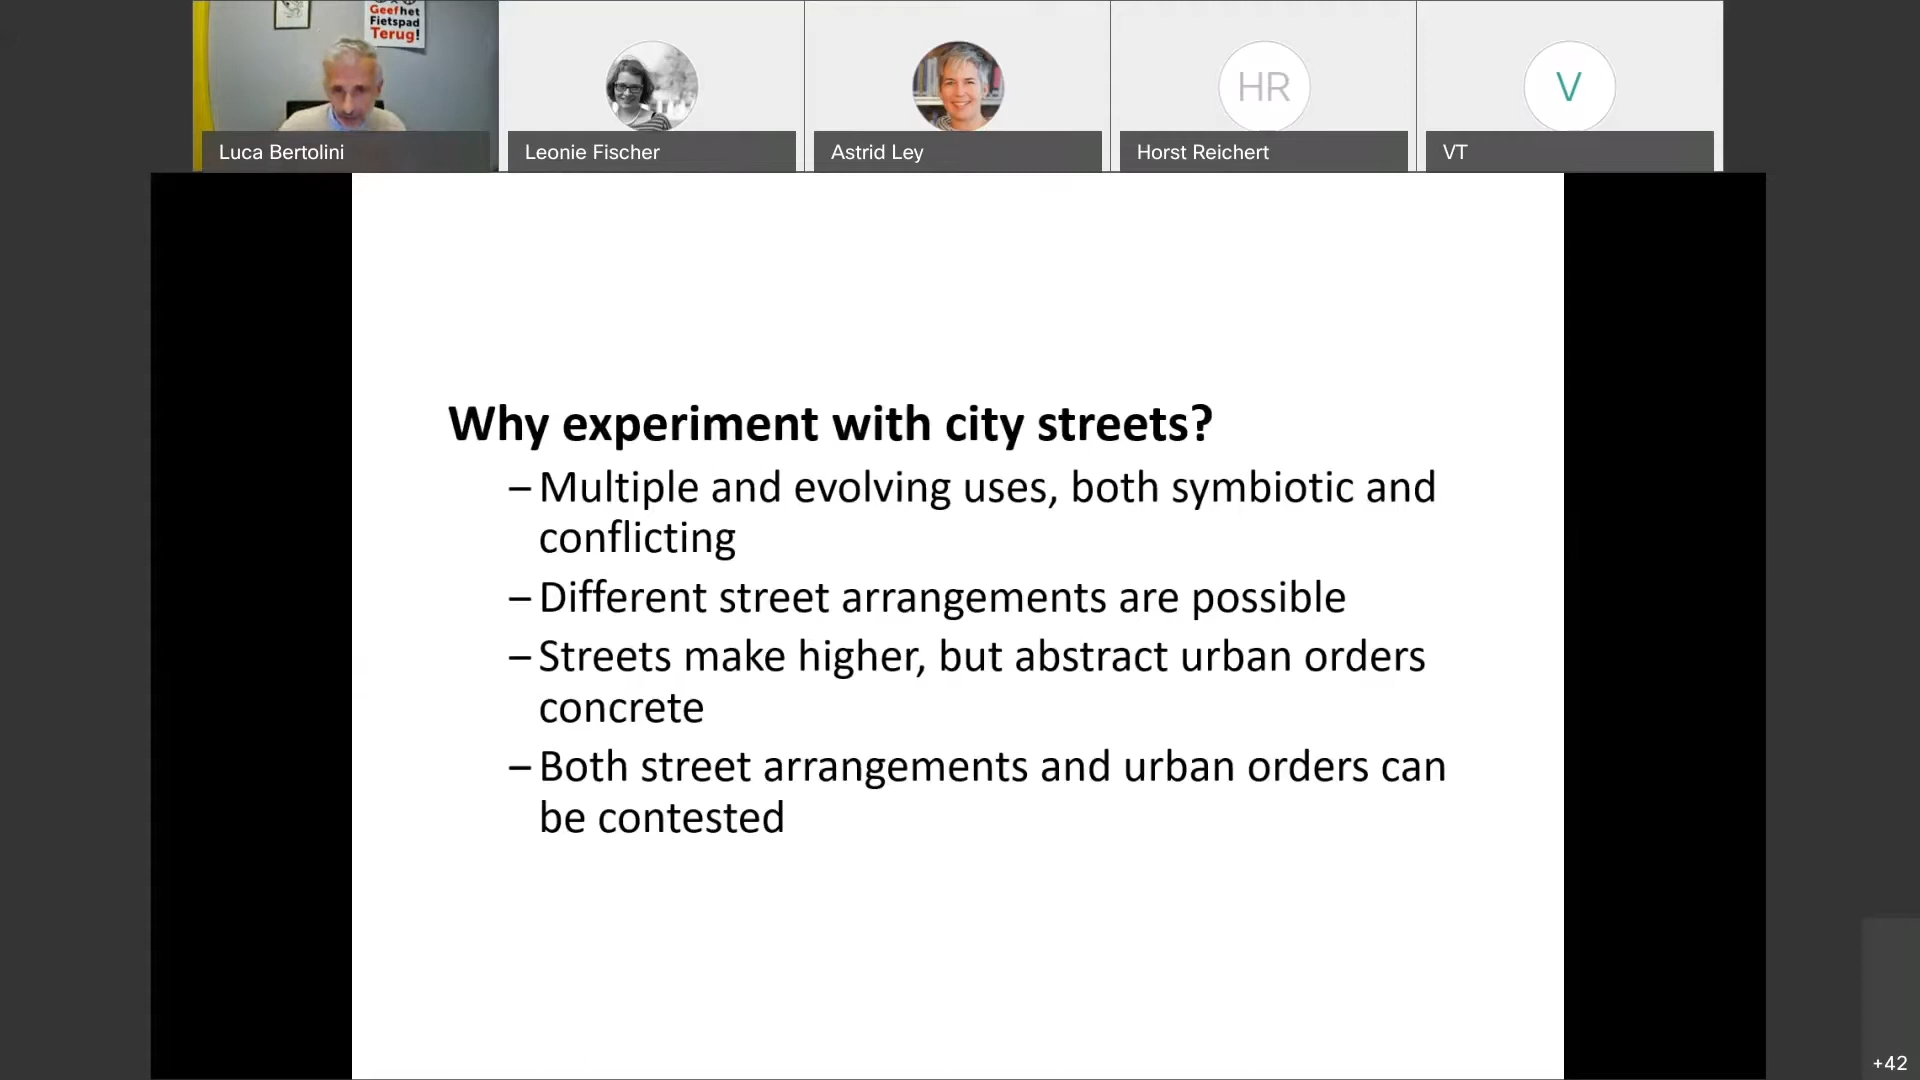 Geef het
Fietspad
Terug!
HR
V
Luca Bertolini
Leonie Fischer
Astrid Ley
Horst Reichert
VT
Why experiment with city streets?
– Multiple and evolving uses, both symbiotic and
conflicting
– Different street arrangements are possible
– Streets make higher, but abstract urban orders
concrete
– Both street arrangements and urban orders can
be contested
+42